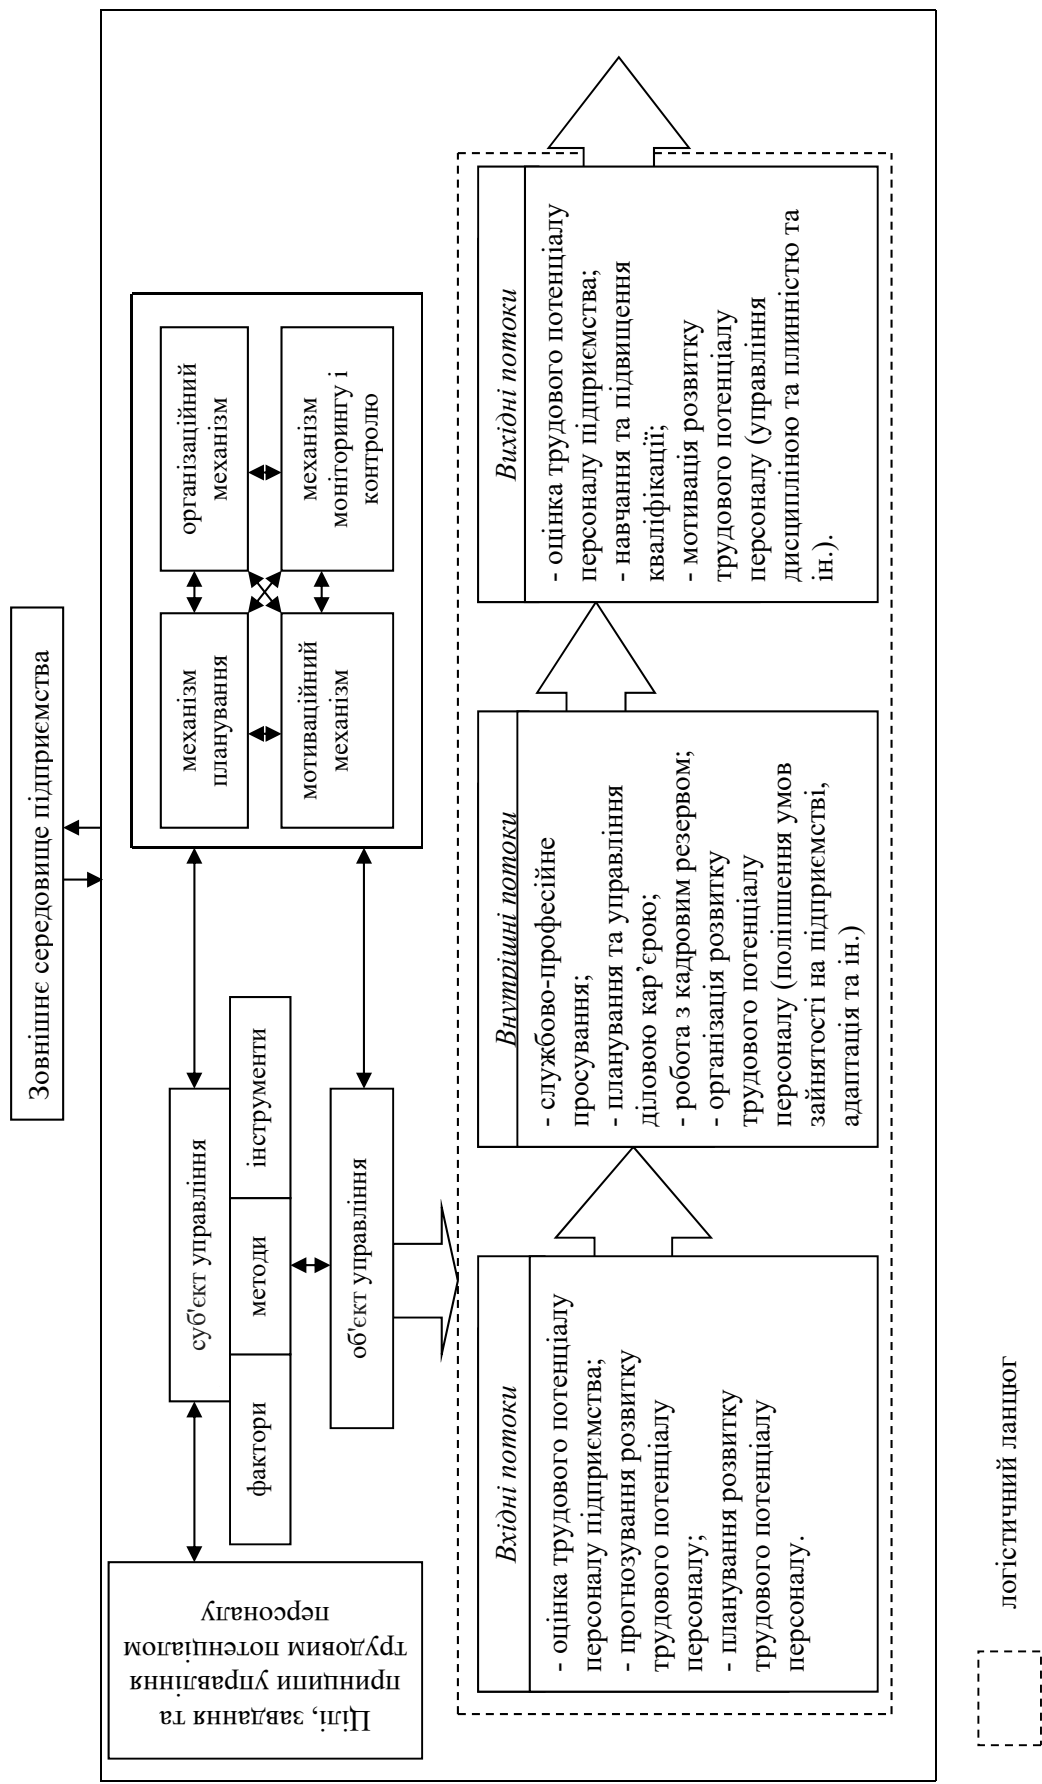 Зовнішнє середовище підприємства
Цілі, завдання та
принципи управління
трудовим потенціалом
персоналу
суб'єкт управління
фактори
методи
інструменти
об'єкт управління
механізм
планування
організаційний
механізм
мотиваційний
механізм
механізм
моніторингу і
контролю
Вхідні потоки
- оцінка трудового потенціалу
персоналу підприємства;
- прогнозування розвитку
трудового потенціалу
персоналу;
- планування розвитку
трудового потенціалу
персоналу.
Внутрішні потоки
- службово-професійне
просування;
- планування та управління
діловою кар’єрою;
- робота з кадровим резервом;
- організація розвитку
трудового потенціалу
персоналу (поліпшення умов
зайнятості на підприємстві,
адаптація та ін.)
Вихідні потоки
- оцінка трудового потенціалу
персоналу підприємства;
- навчання та підвищення
кваліфікації;
- мотивація розвитку
трудового потенціалу
персоналу (управління
дисципліною та плинністю та
ін.).
логістичний ланцюг